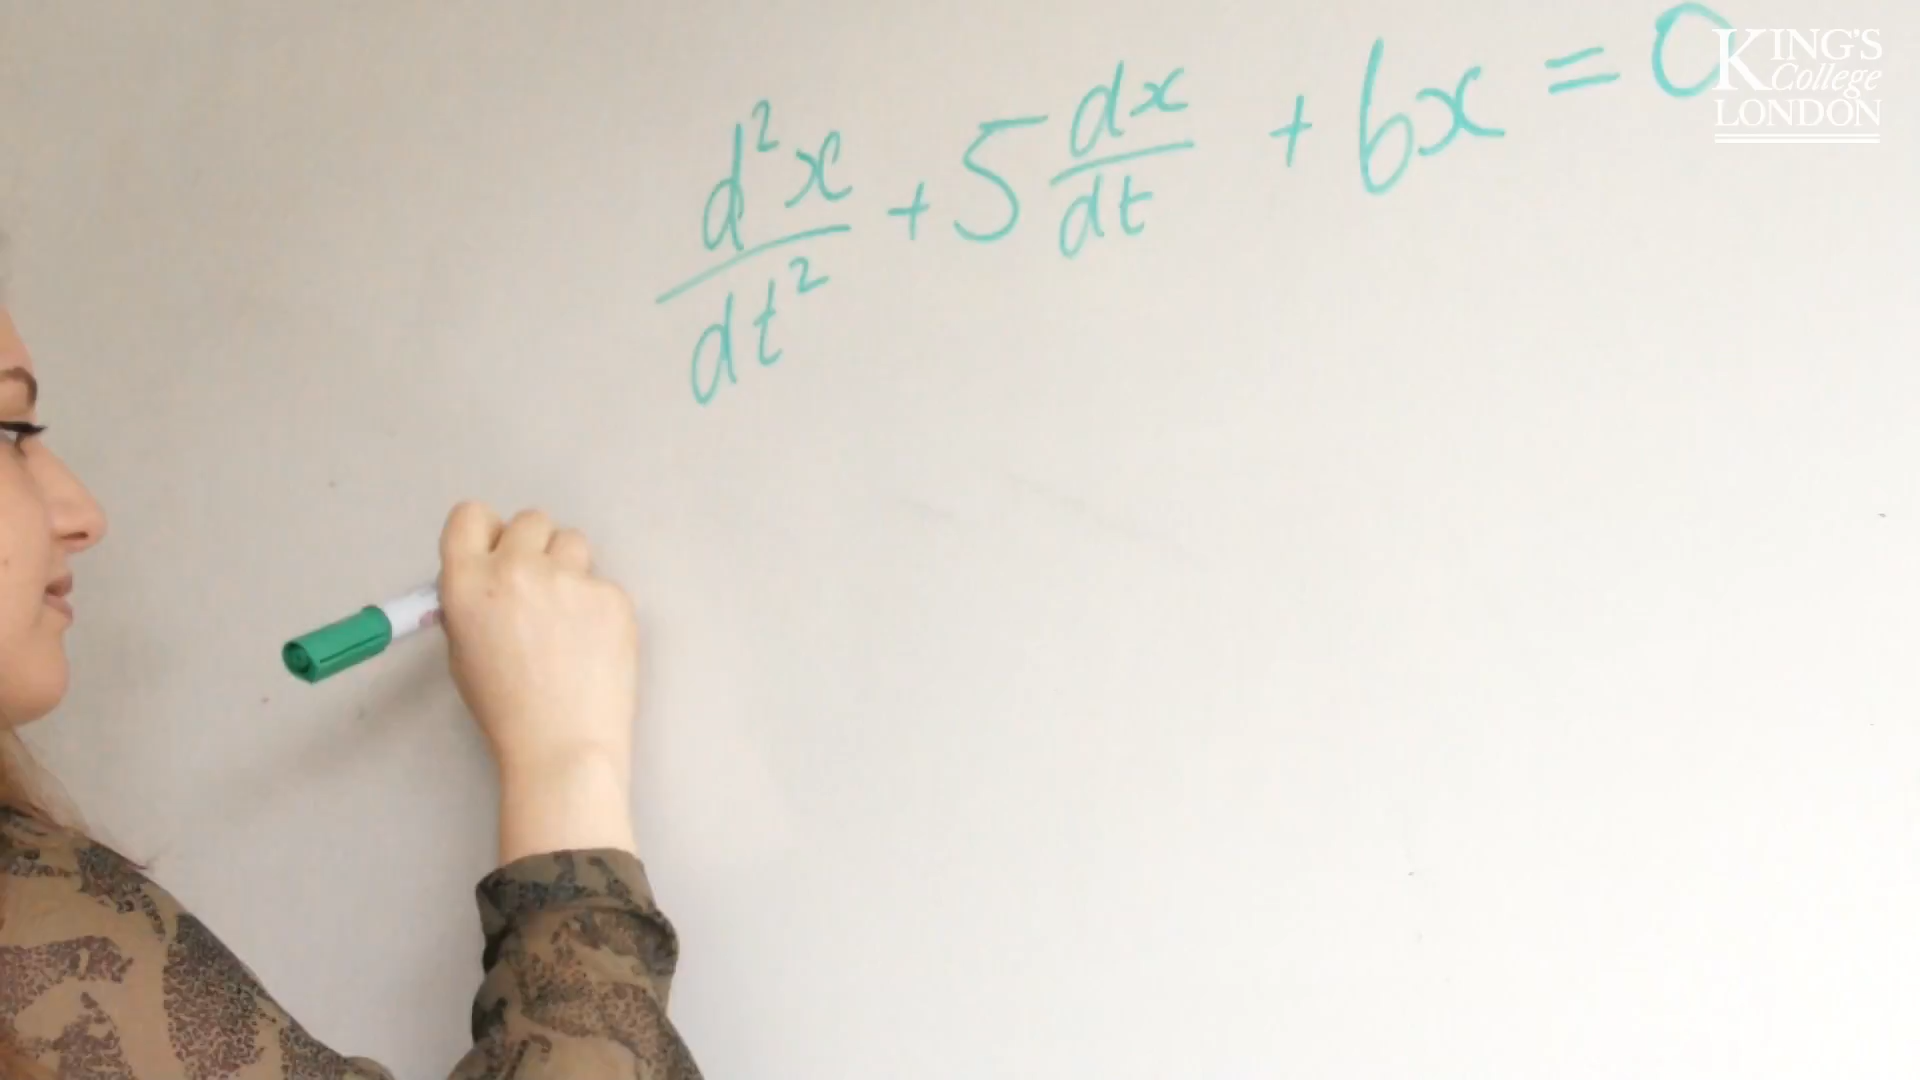 d²x/dt² + 5 dx/dt + 6x = 0
KING'S
College
LONDON